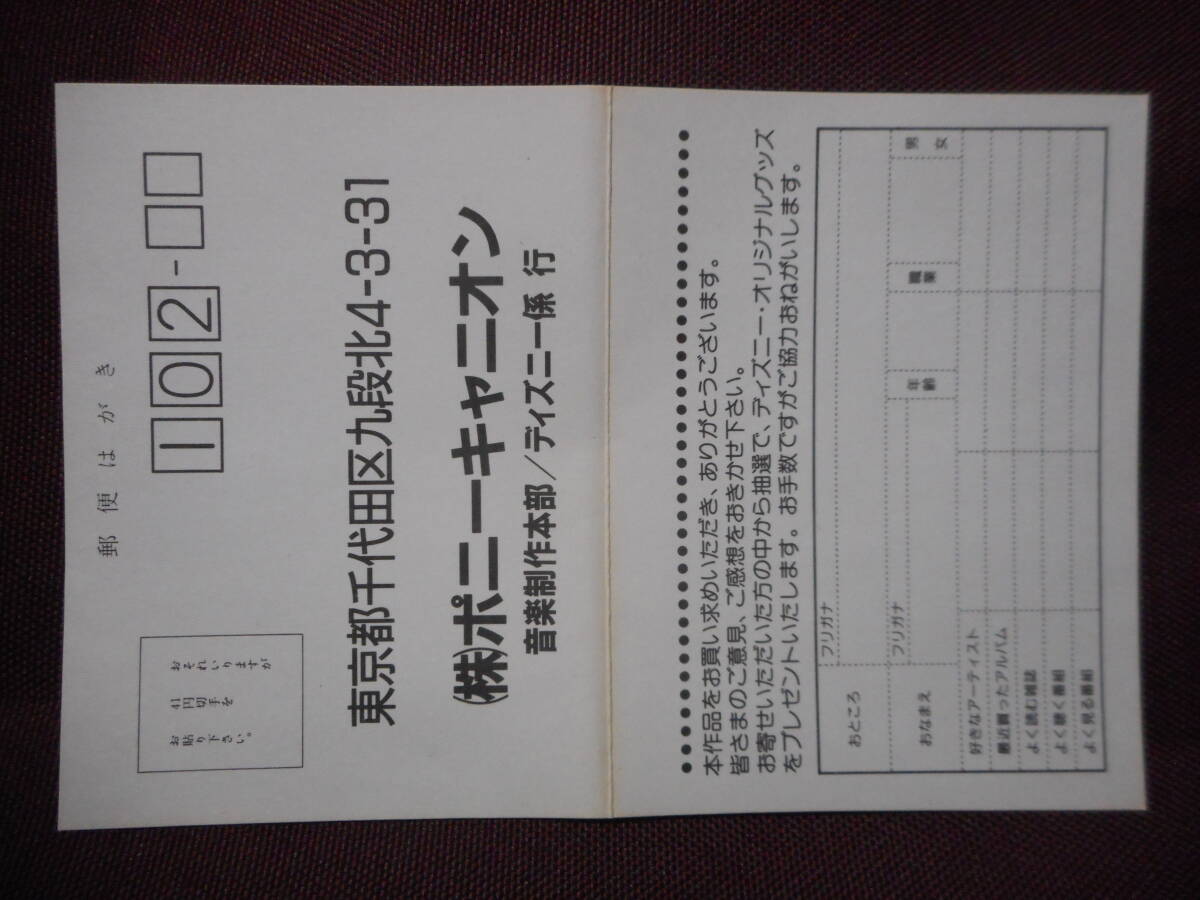 郵便はがき
102-
おそれいりますが
41円切手を
お貼り下さい。
東京都千代田区九段北4-3-31
㈱ポニーキャニオン
音楽制作本部/ディズニー係 行
本作品をお買い求めいただき、ありがとうございます。
皆さまのご意見、ご感想をおきかせ下さい。
お寄せいただいた方の中から抽選で、ディズニー・オリジナルグッズ
をプレゼントいたします。お手数ですがご協力おねがいします。
おところ
フリガナ
おなまえ
フリガナ
年齢
職業
男
女
好きなアーティスト
最近買ったアルバム
よく読む雑誌
よく聴く番組
よく見る番組